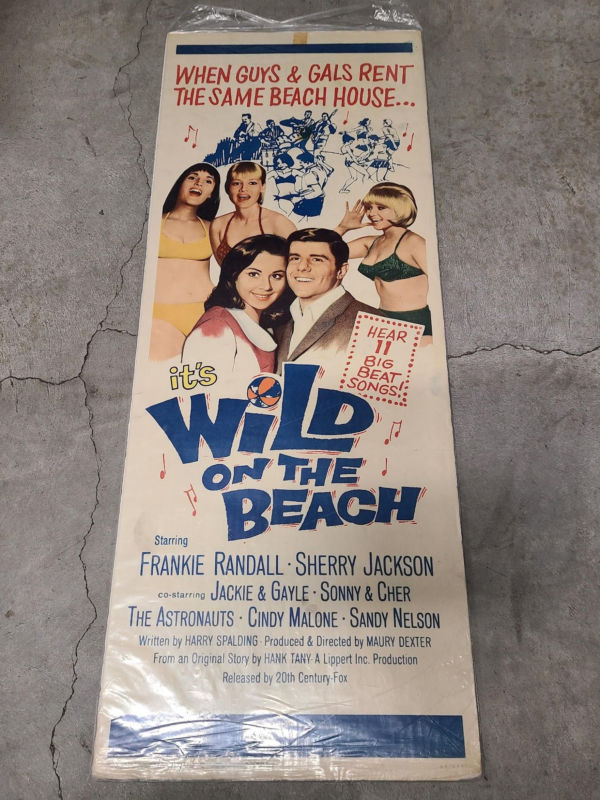 WHEN GUYS & GALS RENT
THE SAME BEACH HOUSE...
HEAR
11
BIG
BEAT
SONGS!
it's
WiLD
ON THE
BEACH
Starring
FRANKIE RANDALL · SHERRY JACKSON
co-starring JACKIE & GAYLE · SONNY & CHER
THE ASTRONAUTS · CINDY MALONE · SANDY NELSON
Written by HARRY SPALDING · Produced & Directed by MAURY DEXTER
From an Original Story by HANK TANY · A Lippert Inc. Production
Released by 20th Century-Fox